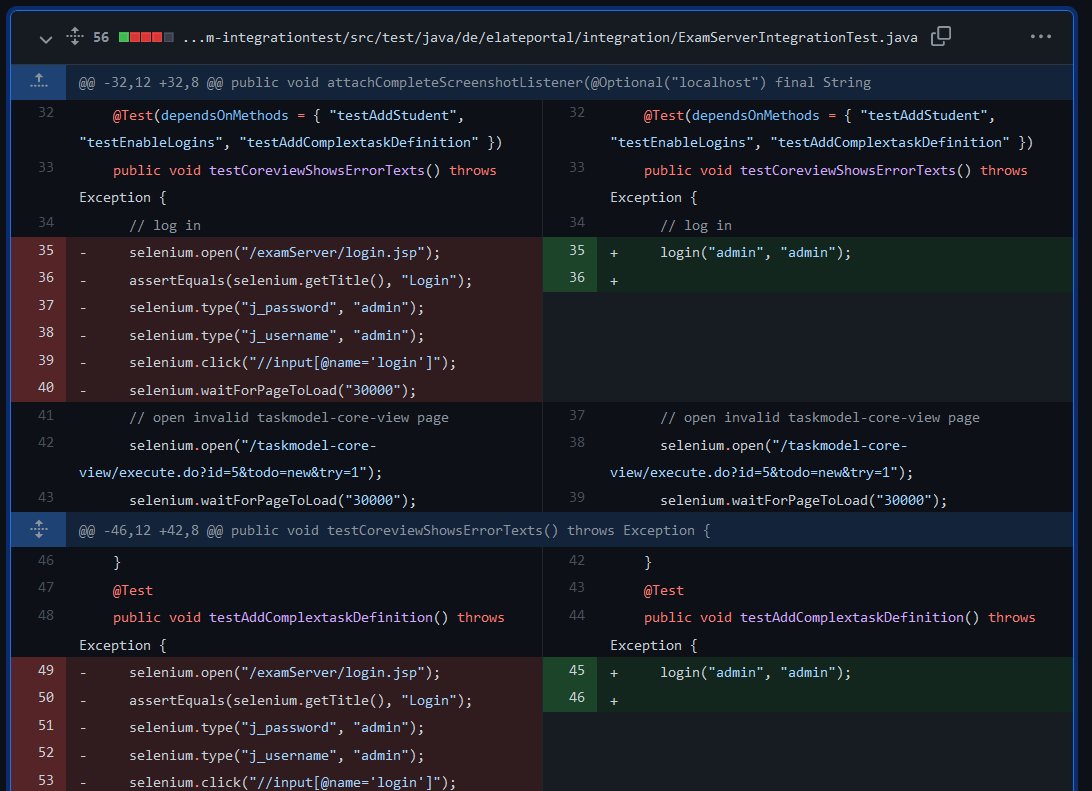 56 ...m-integrationtest/src/test/java/de/elateportal/integration/ExamServerIntegrationTest.java
@@ -32,12 +32,8 @@ public void attachCompleteScreenshotListener(@Optional("localhost") final String
32 @Test(dependsOnMethods = { "testAddStudent",
"testEnableLogins", "testAddComplextaskDefinition" })
33 public void testCoreviewShowsErrorTexts() throws
Exception {
34 // log in
35 - selenium.open("/examServer/login.jsp");
36 - assertEquals(selenium.getTitle(), "Login");
37 - selenium.type("j_password", "admin");
38 - selenium.type("j_username", "admin");
39 - selenium.click("//input[@name='login']");
40 - selenium.waitForPageToLoad("30000");
41 // open invalid taskmodel-core-view page
42 selenium.open("/taskmodel-core-
view/execute.do?id=5&todo=new&try=1");
43 selenium.waitForPageToLoad("30000");
32 @Test(dependsOnMethods = { "testAddStudent",
"testEnableLogins", "testAddComplextaskDefinition" })
33 public void testCoreviewShowsErrorTexts() throws
Exception {
34 // log in
35 + login("admin", "admin");
36 +
37 // open invalid taskmodel-core-view page
38 selenium.open("/taskmodel-core-
view/execute.do?id=5&todo=new&try=1");
39 selenium.waitForPageToLoad("30000");
@@ -46,12 +42,8 @@ public void testCoreviewShowsErrorTexts() throws Exception {
46 }
47 @Test
48 public void testAddComplextaskDefinition() throws
Exception {
49 - selenium.open("/examServer/login.jsp");
50 - assertEquals(selenium.getTitle(), "Login");
51 - selenium.type("j_password", "admin");
52 - selenium.type("j_username", "admin");
53 - selenium.click("//input[@name='login']");
42 }
43 @Test
44 public void testAddComplextaskDefinition() throws
Exception {
45 + login("admin", "admin");
46 +